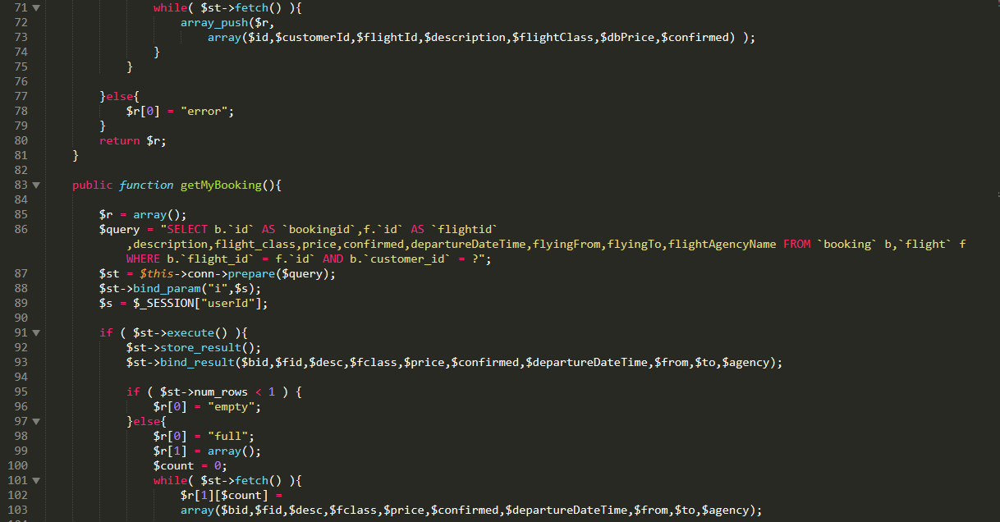 71 while( $st->fetch() ){
72 array_push($r,
73 array($id,$customerId,$flightId,$description,$flightClass,$dbPrice,$confirmed) );
74 }
75 }
76
77 }else{
78 $r[0] = "error";
79 }
80 return $r;
81 }
82
83 public function getMyBooking(){
84
85 $r = array();
86 $query = "SELECT b.`id` AS `bookingid`,f.`id` AS `flightid`
,description,flight_class,price,confirmed,departureDateTime,flyingFrom,flyingTo,flightAgencyName FROM `booking` b,`flight` f
WHERE b.`flight_id` = f.`id` AND b.`customer_id` = ?";
87 $st = $this->conn->prepare($query);
88 $st->bind_param("i",$s);
89 $s = $_SESSION["userId"];
90
91 if ( $st->execute() ){
92 $st->store_result();
93 $st->bind_result($bid,$fid,$desc,$fclass,$price,$confirmed,$departureDateTime,$from,$to,$agency);
94
95 if ( $st->num_rows < 1 ) {
96 $r[0] = "empty";
97 }else{
98 $r[0] = "full";
99 $r[1] = array();
100 $count = 0;
101 while( $st->fetch() ){
102 $r[1][$count] =
103 array($bid,$fid,$desc,$fclass,$price,$confirmed,$departureDateTime,$from,$to,$agency);